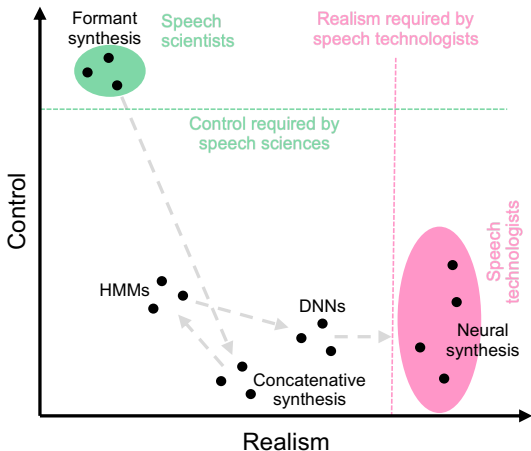 Formant
synthesis
Speech
scientists
Realism required by
speech technologists
Control required by
speech sciences
Control
HMMs
DNNs
Concatenative
synthesis
Speech
technologists
Neural
synthesis
Realism